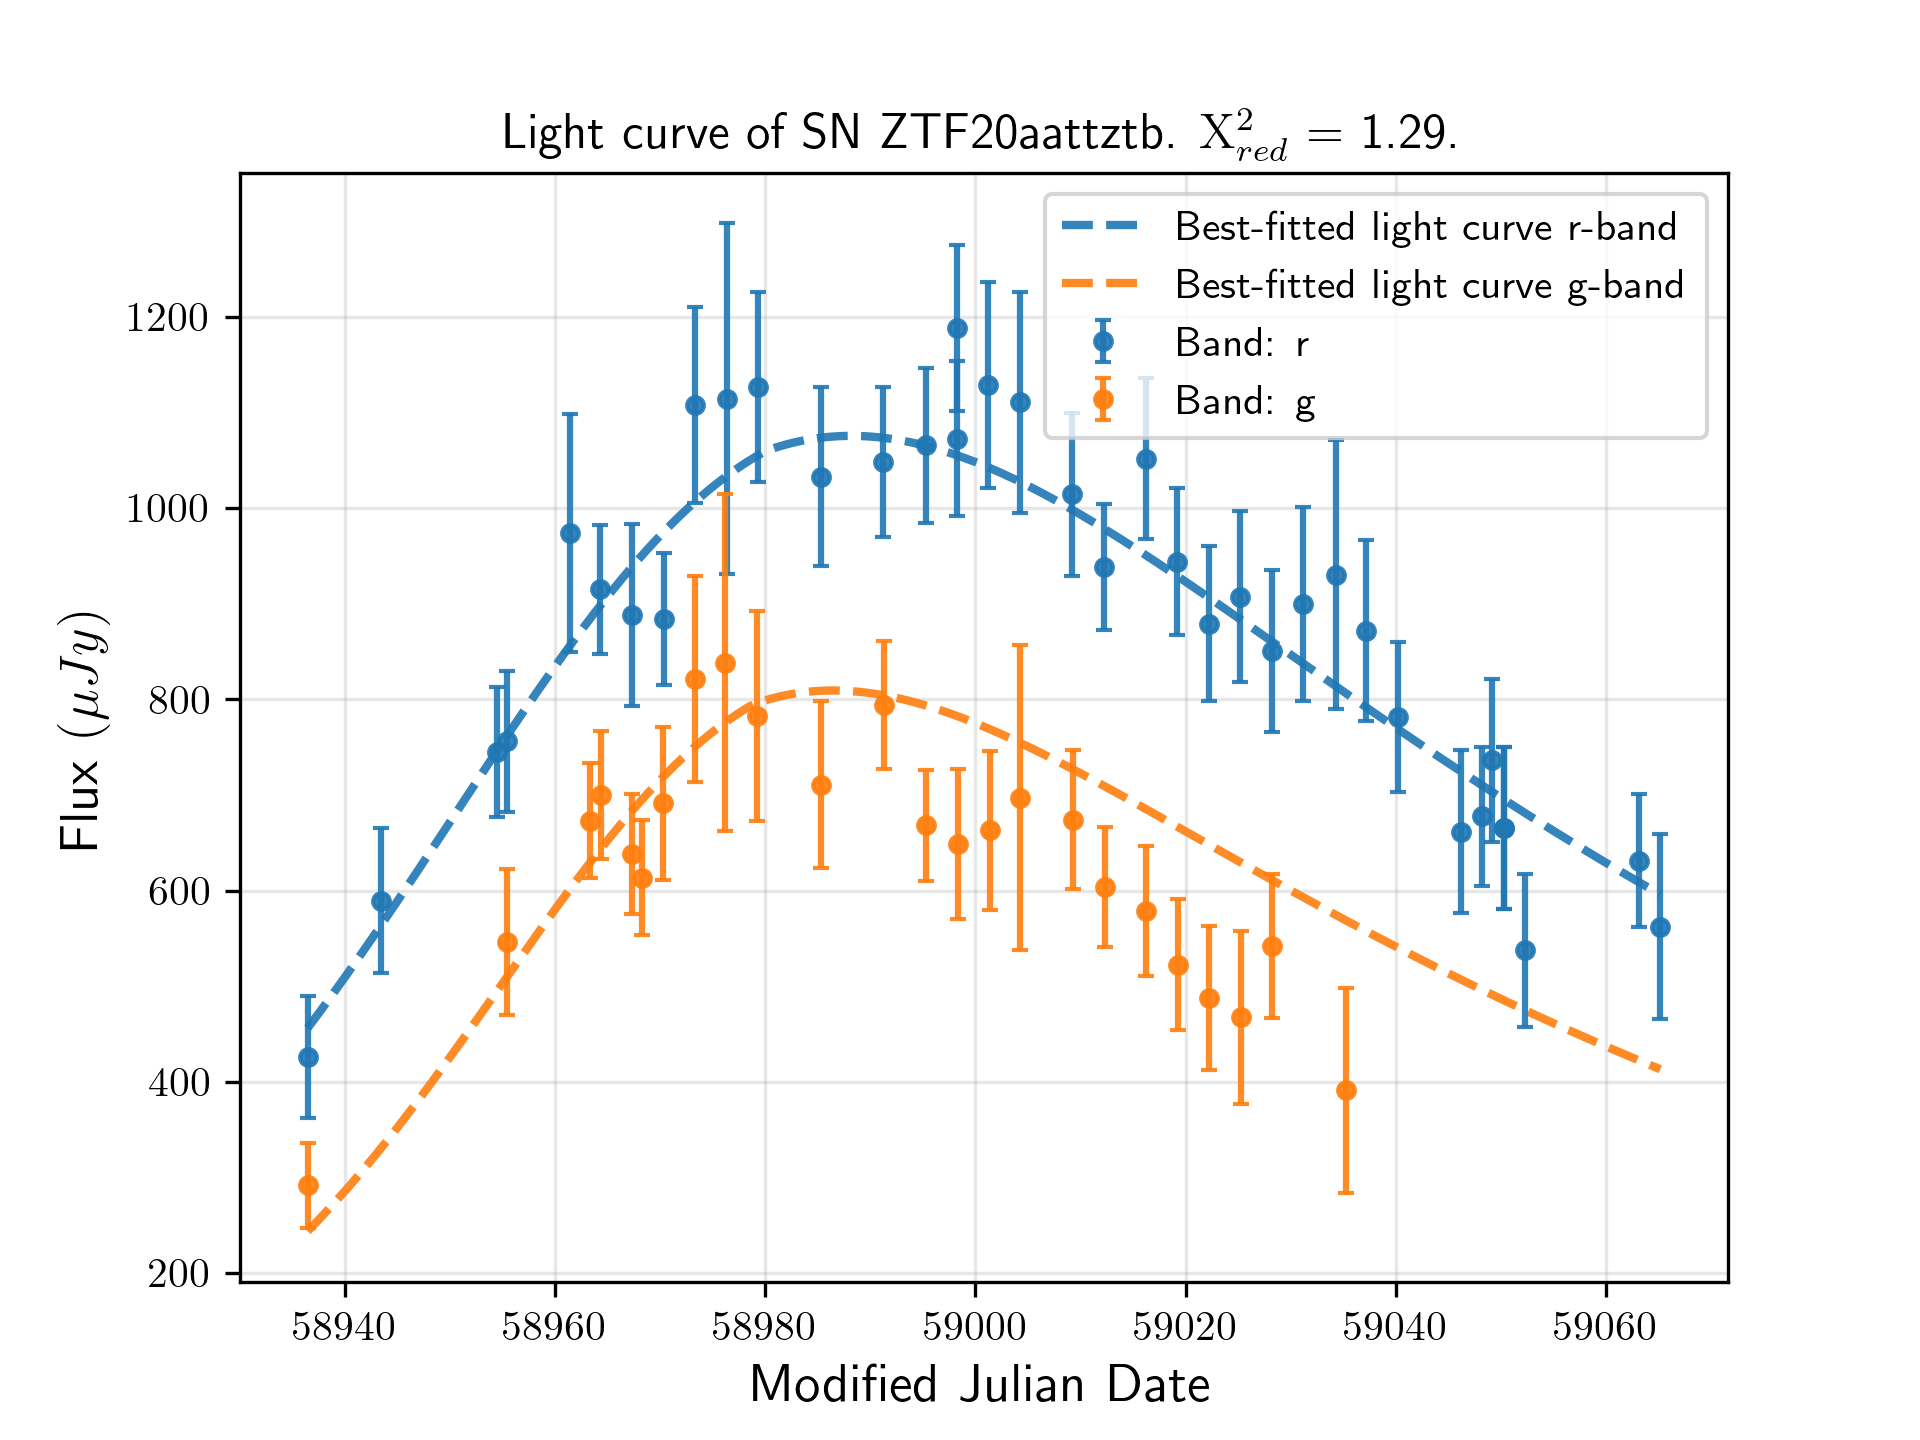 Light curve of SN ZTF20aattztb. X²_red = 1.29.
Best-fitted light curve r-band
Best-fitted light curve g-band
Band: r
Band: g
Flux (μJy)
1200
1000
800
600
400
200
58940 58960 58980 59000 59020 59040 59060
Modified Julian Date